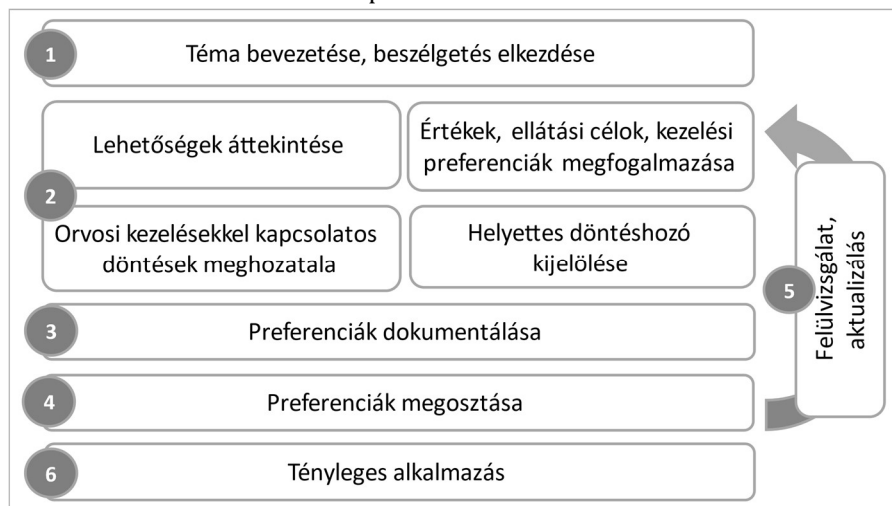 1
Téma bevezetése, beszélgetés elkezdése
Lehetőségek áttekintése
Értékek, ellátási célok, kezelési
preferenciák megfogalmazása
2
Orvosi kezelésekkel kapcsolatos
döntések meghozatala
Helyettes döntéshozó
kijelölése
3
Preferenciák dokumentálása
4
Preferenciák megosztása
5
Felülvizsgálat,
aktualizálás
6
Tényleges alkalmazás